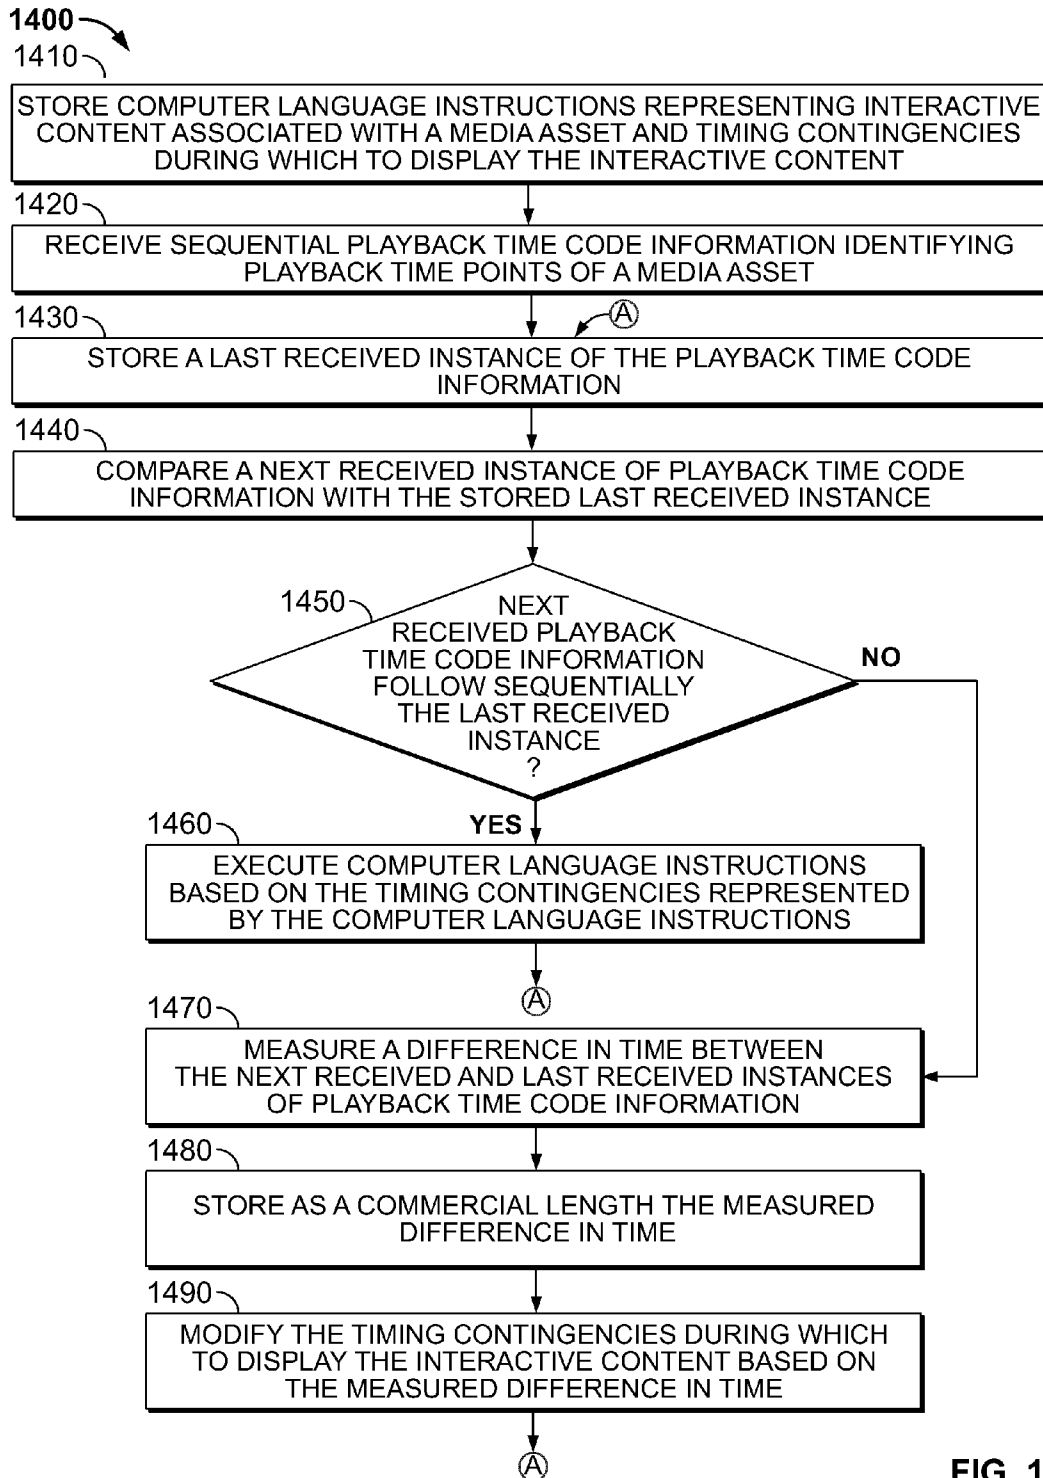 1400
1410
STORE COMPUTER LANGUAGE INSTRUCTIONS REPRESENTING INTERACTIVE
CONTENT ASSOCIATED WITH A MEDIA ASSET AND TIMING CONTINGENCIES
DURING WHICH TO DISPLAY THE INTERACTIVE CONTENT
1420
RECEIVE SEQUENTIAL PLAYBACK TIME CODE INFORMATION IDENTIFYING
PLAYBACK TIME POINTS OF A MEDIA ASSET
1430
A
STORE A LAST RECEIVED INSTANCE OF THE PLAYBACK TIME CODE
INFORMATION
1440
COMPARE A NEXT RECEIVED INSTANCE OF PLAYBACK TIME CODE
INFORMATION WITH THE STORED LAST RECEIVED INSTANCE
1450
NEXT
RECEIVED PLAYBACK
TIME CODE INFORMATION
FOLLOW SEQUENTIALLY
THE LAST RECEIVED
INSTANCE
?
NO
YES
1460
EXECUTE COMPUTER LANGUAGE INSTRUCTIONS
BASED ON THE TIMING CONTINGENCIES REPRESENTED
BY THE COMPUTER LANGUAGE INSTRUCTIONS
A
1470
MEASURE A DIFFERENCE IN TIME BETWEEN
THE NEXT RECEIVED AND LAST RECEIVED INSTANCES
OF PLAYBACK TIME CODE INFORMATION
1480
STORE AS A COMMERCIAL LENGTH THE MEASURED
DIFFERENCE IN TIME
1490
MODIFY THE TIMING CONTINGENCIES DURING WHICH
TO DISPLAY THE INTERACTIVE CONTENT BASED ON
THE MEASURED DIFFERENCE IN TIME
A
FIG. 1